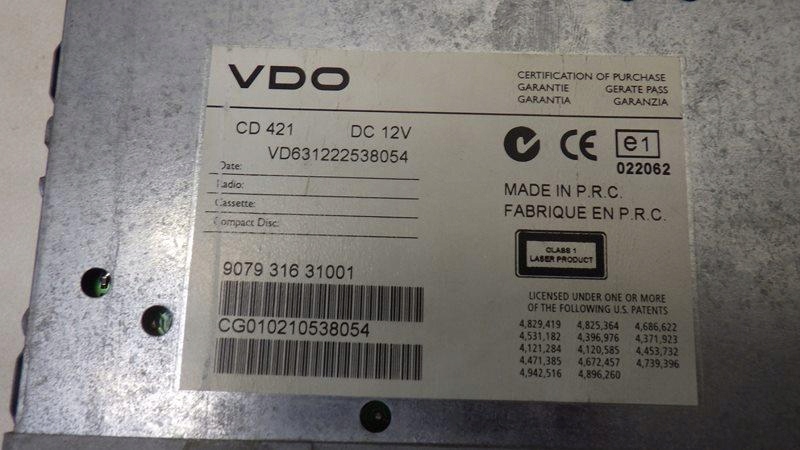 VDO
CERTIFICATION OF PURCHASE
GARANTIE GERATE PASS
GARANTIA GARANZIA
CD 421 DC 12V
VD631222538054
Date:
Radio:
Cassette:
Compact Disc:
CE e1
022062
MADE IN P.R.C.
FABRIQUE EN P.R.C.
CLASS 1
LASER PRODUCT
9079 316 31001
CG010210538054
LICENSED UNDER ONE OR MORE
OF THE FOLLOWING U.S. PATENTS
4,829,419 4,825,364 4,686,622
4,531,182 4,396,976 4,371,923
4,121,284 4,120,585 4,453,732
4,471,385 4,672,457 4,739,396
4,942,516 4,896,260